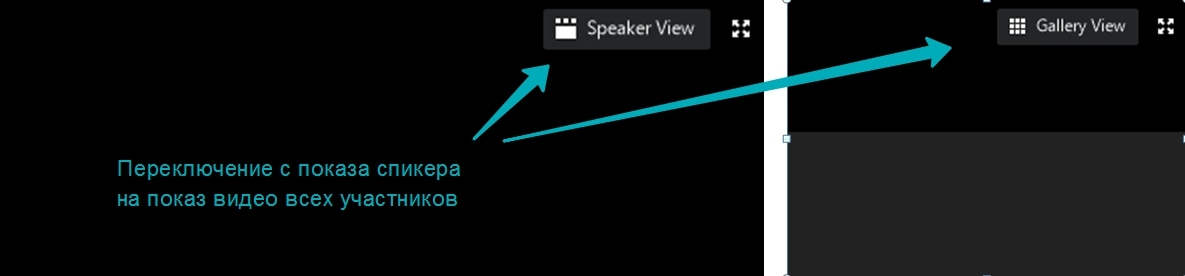 Speaker View
Gallery View
Переключение с показа спикера
на показ видео всех участников